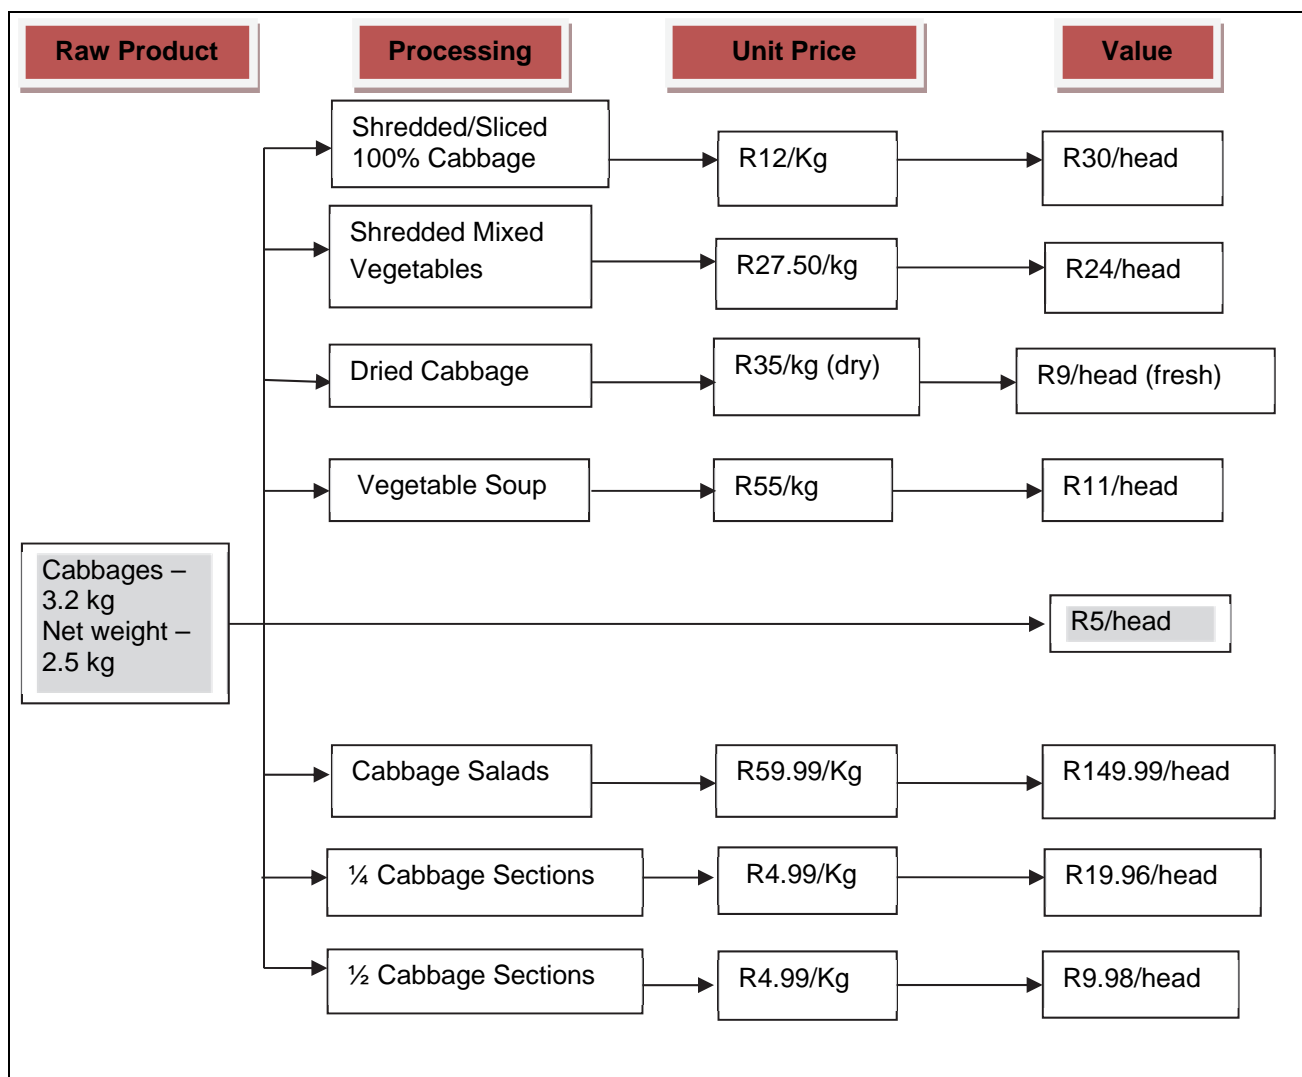 Raw Product
Processing
Unit Price
Value
Shredded/Sliced
100% Cabbage
R12/Kg
R30/head
Shredded Mixed
Vegetables
R27.50/kg
R24/head
Dried Cabbage
R35/kg (dry)
R9/head (fresh)
Vegetable Soup
R55/kg
R11/head
Cabbages –
3.2 kg
Net weight –
2.5 kg
R5/head
Cabbage Salads
R59.99/Kg
R149.99/head
¼ Cabbage Sections
R4.99/Kg
R19.96/head
½ Cabbage Sections
R4.99/Kg
R9.98/head